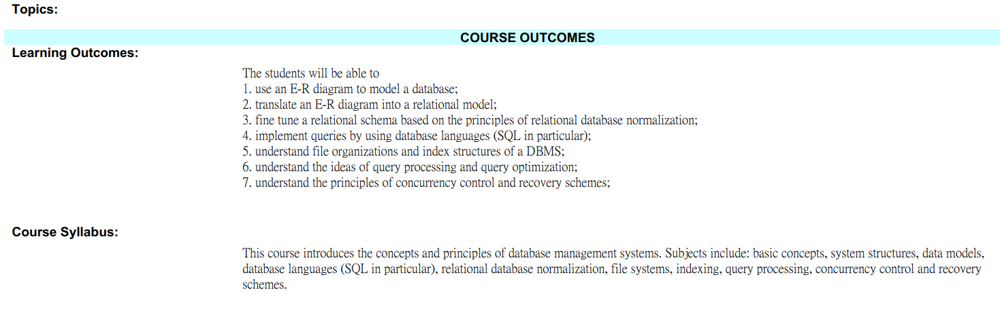 Topics:
COURSE OUTCOMES
Learning Outcomes:
The students will be able to
1. use an E-R diagram to model a database;
2. translate an E-R diagram into a relational model;
3. fine tune a relational schema based on the principles of relational database normalization;
4. implement queries by using database languages (SQL in particular);
5. understand file organizations and index structures of a DBMS;
6. understand the ideas of query processing and query optimization;
7. understand the principles of concurrency control and recovery schemes;
Course Syllabus:
This course introduces the concepts and principles of database management systems. Subjects include: basic concepts, system structures, data models,
database languages (SQL in particular), relational database normalization, file systems, indexing, query processing, concurrency control and recovery
schemes.